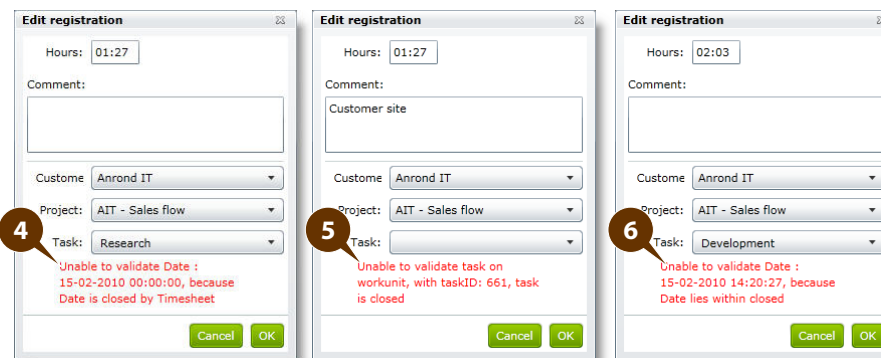 Edit registration
Hours: 01:27
Comment:
Custome Anrond IT
Project: AIT - Sales flow
4
Task: Research
Unable to validate Date :
15-02-2010 00:00:00, because
Date is closed by Timesheet
Cancel OK
Edit registration
Hours: 01:27
Comment:
Customer site
Custome Anrond IT
Project: AIT - Sales flow
5
Task:
Unable to validate task on
workunit, with taskID: 661, task
is closed
Cancel OK
Edit registration
Hours: 02:03
Comment:
Custome Anrond IT
Project: AIT - Sales flow
6
Task: Development
Unable to validate Date :
15-02-2010 14:20:27, because
Date lies within closed
Cancel OK